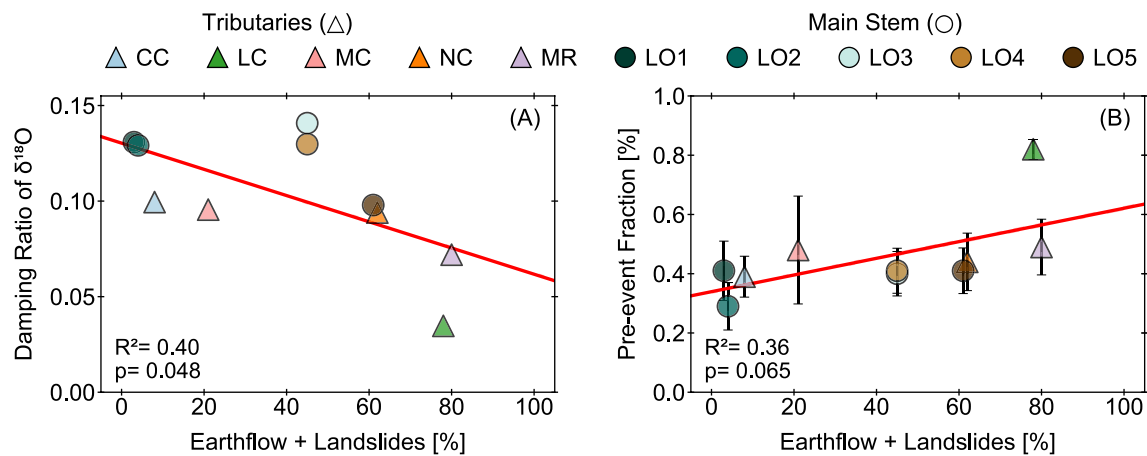 Tributaries (△) Main Stem (○)
CC LC MC NC MR LO1 LO2 LO3 LO4 LO5
(A)
Damping Ratio of δ¹⁸O
0.15
0.10
0.05
0.00
R²= 0.40
p= 0.048
0 20 40 60 80 100
Earthflow + Landslides [%]
(B)
Pre-event Fraction [%]
1.0
0.8
0.6
0.4
0.2
0.0
R²= 0.36
p= 0.065
0 20 40 60 80 100
Earthflow + Landslides [%]